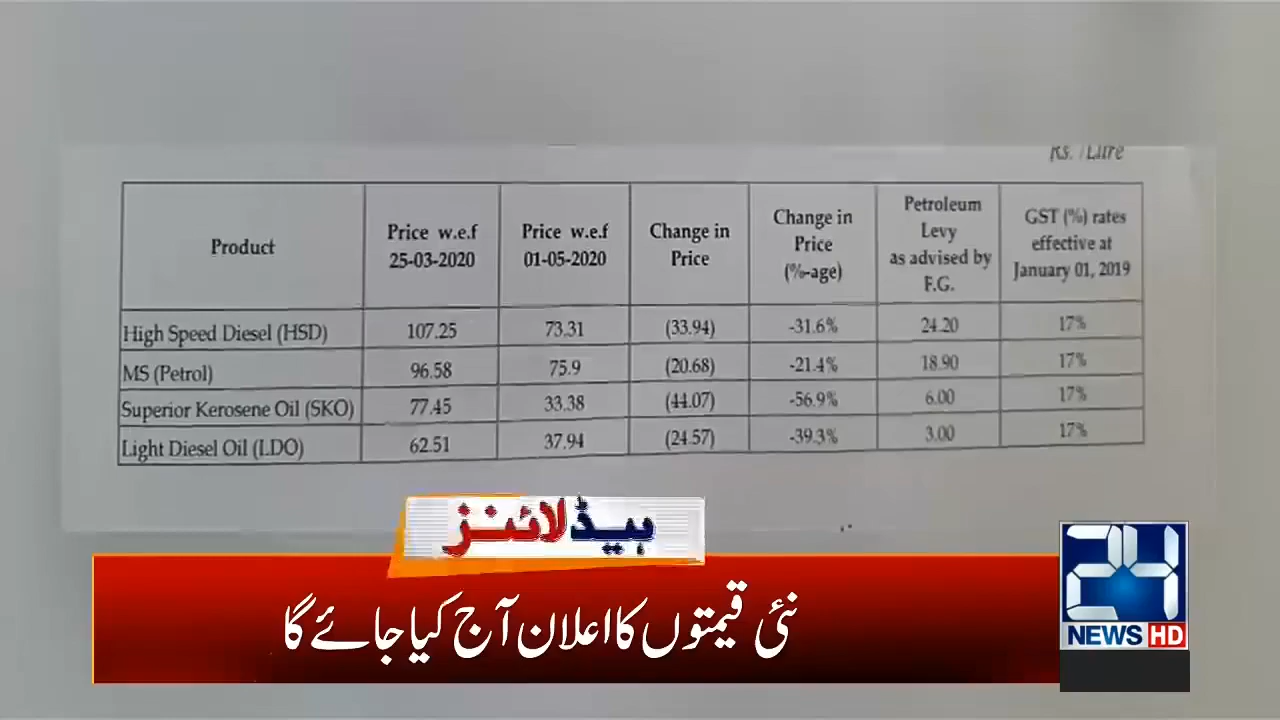 Rs. /Litre
Product | Price w.e.f 25-03-2020 | Price w.e.f 01-05-2020 | Change in Price | Change in Price (%-age) | Petroleum Levy as advised by F.G. | GST (%) rates effective at January 01, 2019
High Speed Diesel (HSD) | 107.25 | 73.31 | (33.94) | -31.6% | 24.20 | 17%
MS (Petrol) | 96.58 | 75.9 | (20.68) | -21.4% | 18.90 | 17%
Superior Kerosene Oil (SKO) | 77.45 | 33.38 | (44.07) | -56.9% | 6.00 | 17%
Light Diesel Oil (LDO) | 62.51 | 37.94 | (24.57) | -39.3% | 3.00 | 17%
ہیڈلائنز
نئی قیمتوں کا اعلان آج کیا جائے گا
24
NEWS HD